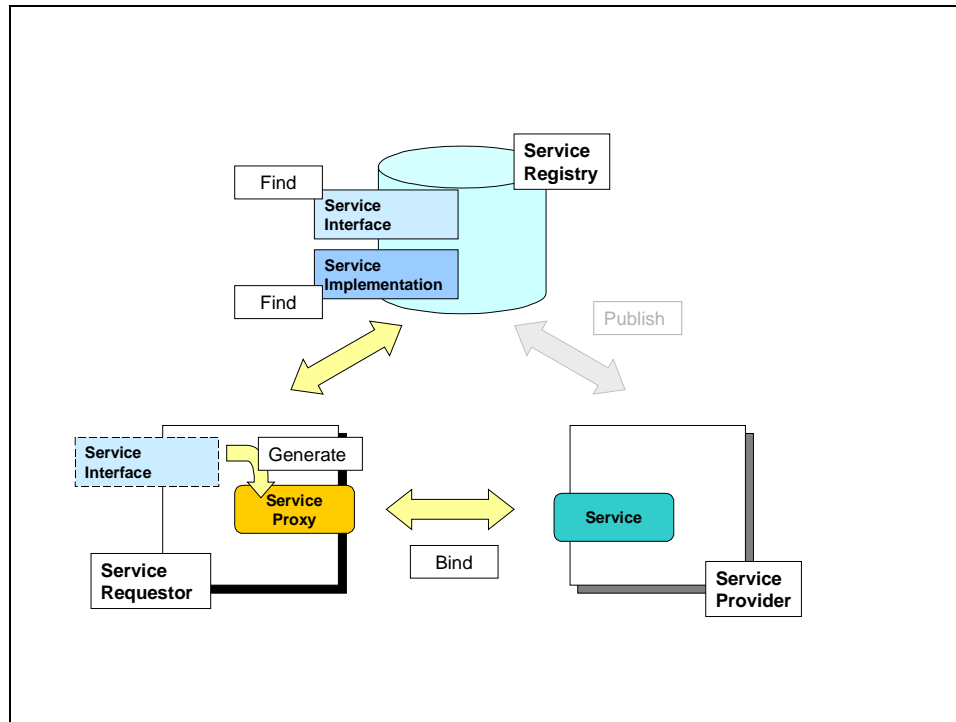 Service
Registry
Find
Service
Interface
Service
Implementation
Find
Publish
Service
Interface
Generate
Service
Proxy
Service
Bind
Service
Requestor
Service
Provider